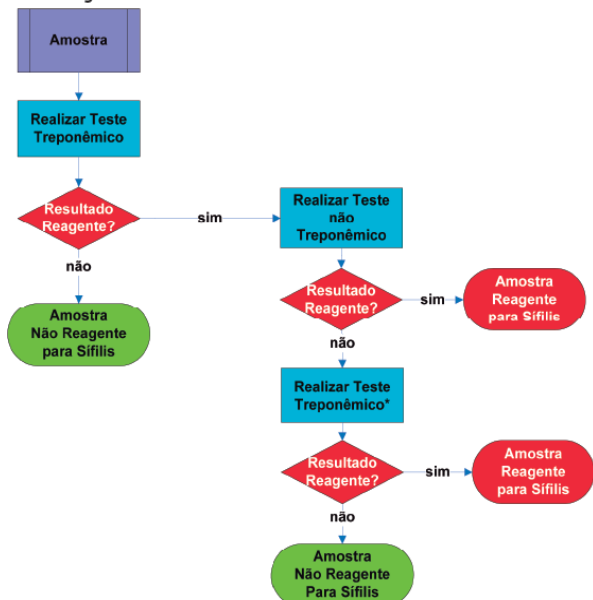 Amostra
Realizar Teste
Treponêmico
Resultado
Reagente?
sim
não
Amostra
Não Reagente
para Sífilis
Realizar Teste
não
Treponêmico
Resultado
Reagente?
sim
Amostra
Reagente
para Sífilis
não
Realizar Teste
Treponêmico*
Resultado
Reagente?
sim
Amostra
Reagente
para Sífilis
não
Amostra
Não Reagente
Para Sífilis